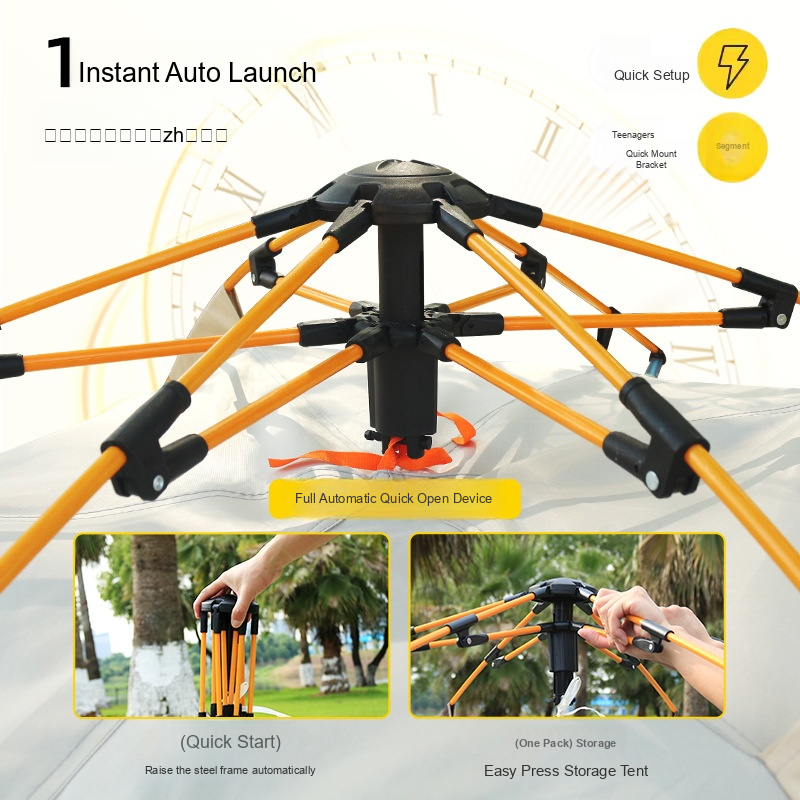 1 Instant Auto Launch
□□□□□□□□□zh□□□□
Quick Setup
Teenagers
Quick Mount
Bracket
Segment
XI
I
Full Automatic Quick Open Device
(Quick Start)
Raise the steel frame automatically
(One Pack) Storage
Easy Press Storage Tent